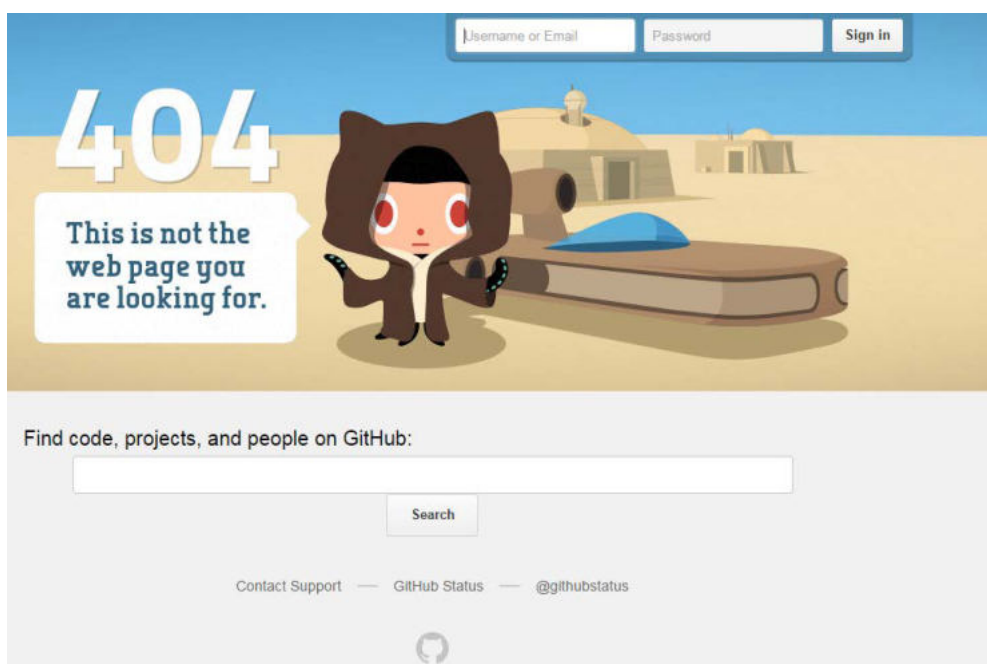 Username or Email
Password
Sign in
404
This is not the
web page you
are looking for.
Find code, projects, and people on GitHub:
Search
Contact Support — GitHub Status — @githubstatus